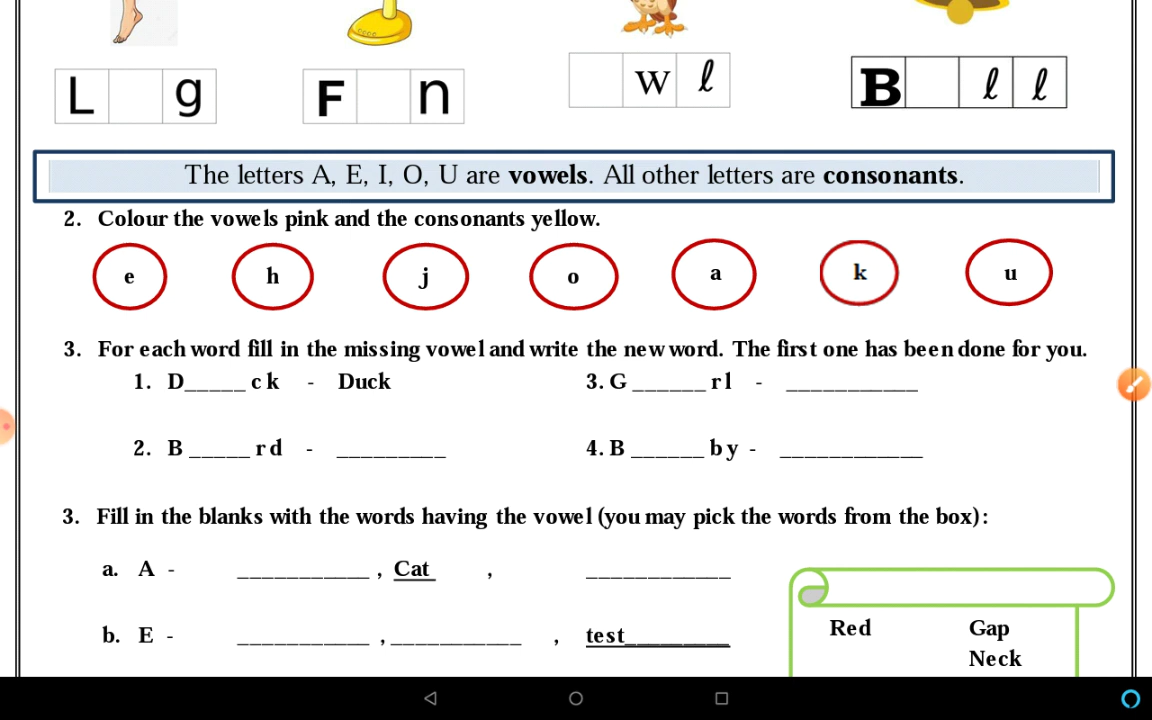 L g F n w l B l l
The letters A, E, I, O, U are vowels. All other letters are consonants.
2. Colour the vowels pink and the consonants yellow.
e h j o a k u
3. For each word fill in the missing vowel and write the new word. The first one has been done for you.
1. D_____ c k - Duck 3. G ______ r l - ___________
2. B _____ r d - _________ 4. B ______ b y - ____________
3. Fill in the blanks with the words having the vowel (you may pick the words from the box):
a. A - ___________ , Cat , ____________
b. E - ___________ , ___________ , test_________
Red Gap
Neck